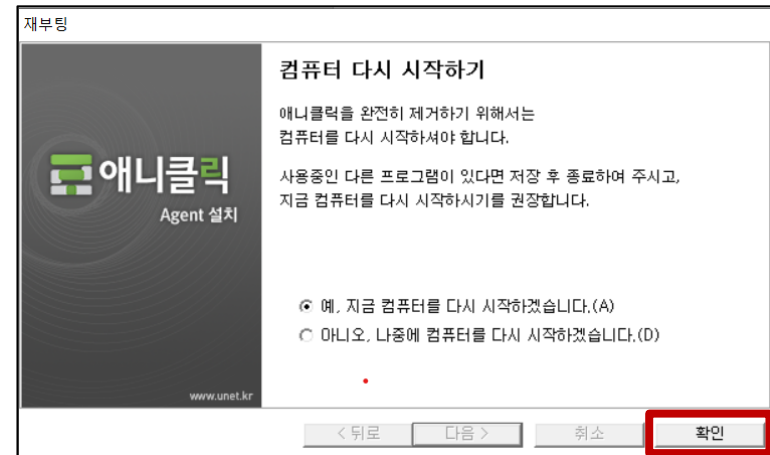 재부팅
컴퓨터 다시 시작하기
애니클릭을 완전히 제거하기 위해서는
컴퓨터를 다시 시작하셔야 합니다.
사용중인 다른 프로그램이 있다면 저장 후 종료하여 주시고,
지금 컴퓨터를 다시 시작하시기를 권장합니다.
애니클릭
Agent 설치
예, 지금 컴퓨터를 다시 시작하겠습니다.(A)
아니오, 나중에 컴퓨터를 다시 시작하겠습니다.(D)
www.unet.kr
< 뒤로 다음 > 취소 확인